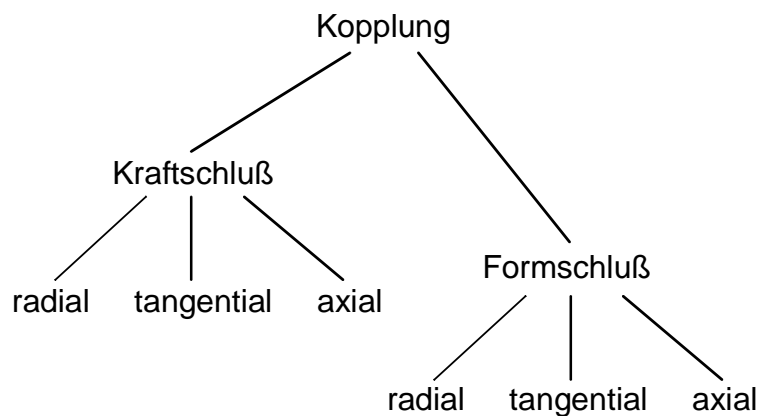 Kopplung
Kraftschluß
Formschluß
radial tangential axial
radial tangential axial